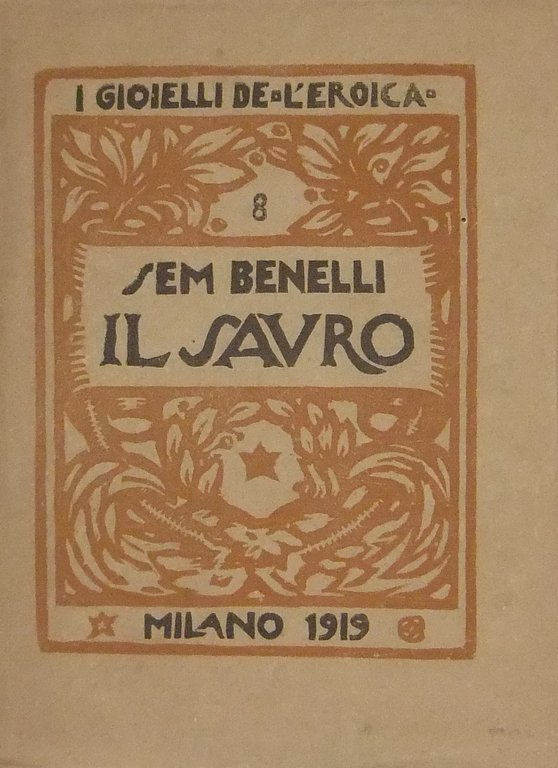 I GIOIELLI DE L'EROICA
8
SEM BENELLI
IL SAVRO
MILANO 1919